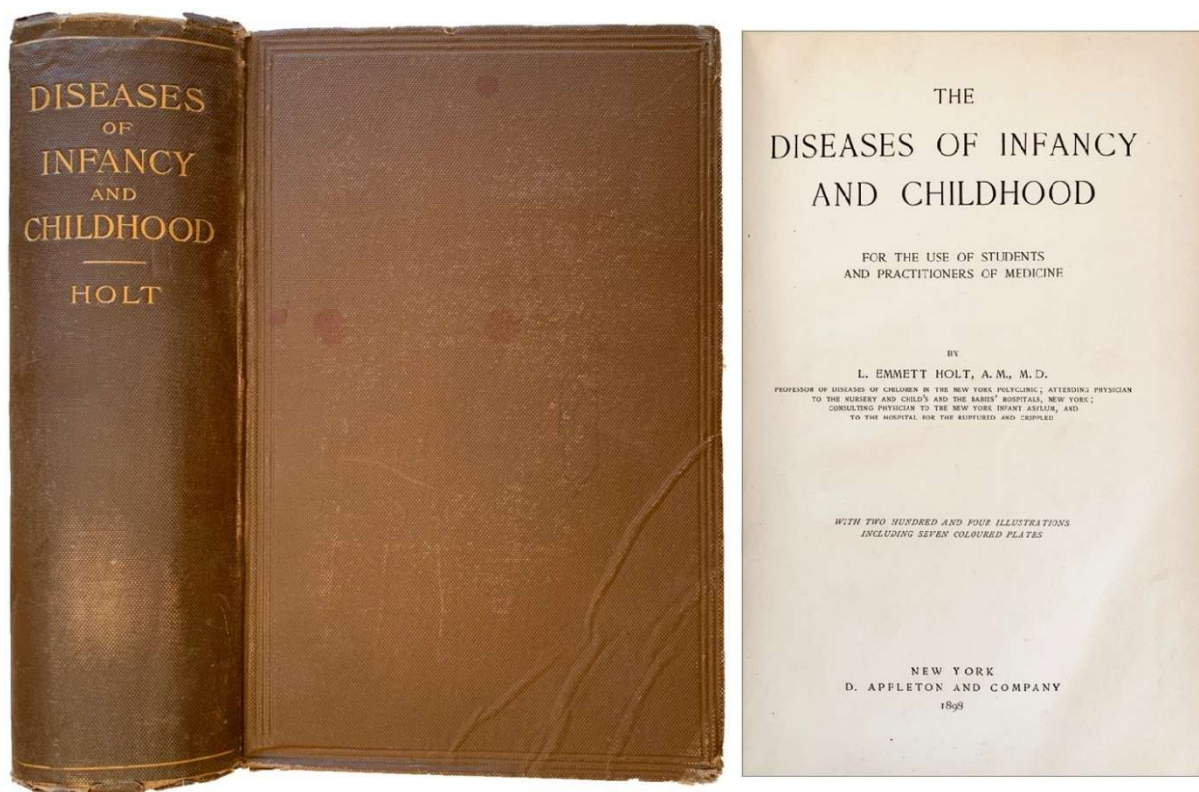 DISEASES
OF
INFANCY
AND
CHILDHOOD
HOLT
THE
DISEASES OF INFANCY
AND CHILDHOOD
FOR THE USE OF STUDENTS
AND PRACTITIONERS OF MEDICINE
BY
L. EMMETT HOLT, A. M., M. D.
PROFESSOR OF DISEASES OF CHILDREN IN THE NEW YORK POLYCLINIC; ATTENDING PHYSICIAN
TO THE NURSERY AND CHILD'S AND THE BABIES' HOSPITALS, NEW YORK;
CONSULTING PHYSICIAN TO THE NEW YORK INFANT ASYLUM, AND
TO THE HOSPITAL FOR THE RUPTURED AND CRIPPLED
WITH TWO HUNDRED AND FOUR ILLUSTRATIONS
INCLUDING SEVEN COLOURED PLATES
NEW YORK
D. APPLETON AND COMPANY
1898